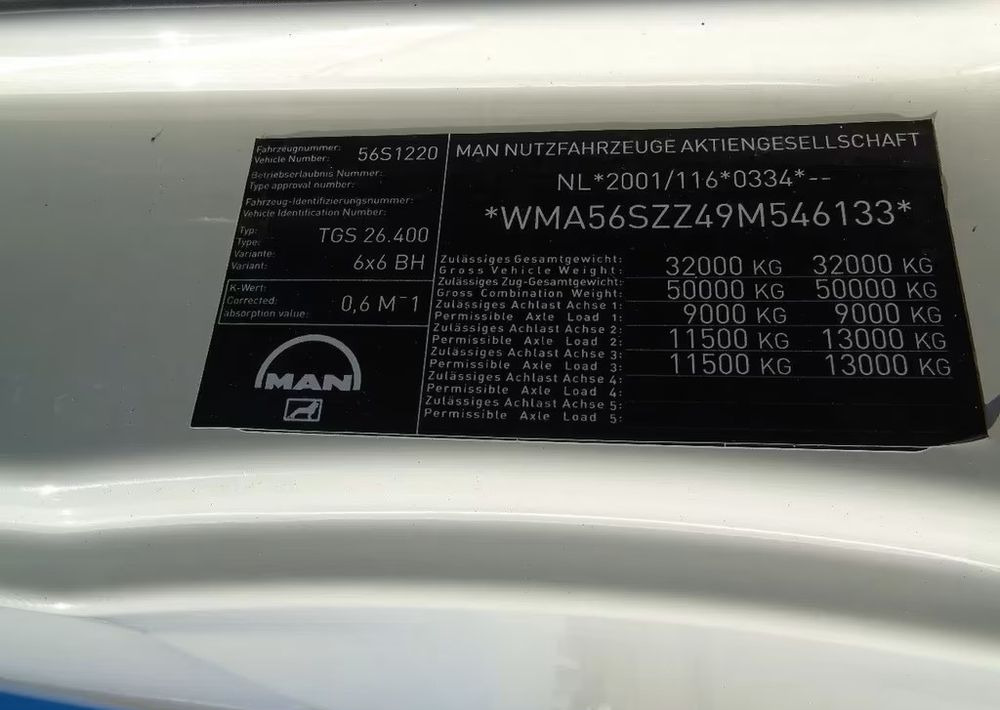 Fahrzeugnummer:
Vehicle Number: 56S1220
Betriebserlaubnis Nummer:
Type approval number:
Fahrzeug-Identifizierungsnummer:
Vehicle Identification Number:
Typ:
Type: TGS 26.400
Variante:
Variant: 6x6 BH
K-Wert:
Corrected: 0,6 M⁻1
absorption value:
MAN
MAN NUTZFAHRZEUGE AKTIENGESELLSCHAFT
NL*2001/116*0334*--
*WMA56SZZ49M546133*
Zulässiges Gesamtgewicht:
Gross Vehicle Weight: 32000 KG 32000 KG
Zulässiges Zug-Gesamtgewicht:
Gross Combination Weight: 50000 KG 50000 KG
Zulässiges Achlast Achse 1:
Permissible Axle Load 1: 9000 KG 9000 KG
Zulässiges Achlast Achse 2:
Permissible Axle Load 2: 11500 KG 13000 KG
Zulässiges Achlast Achse 3:
Permissible Axle Load 3: 11500 KG 13000 KG
Zulässiges Achlast Achse 4:
Permissible Axle Load 4:
Zulässiges Achlast Achse 5:
Permissible Axle Load 5: